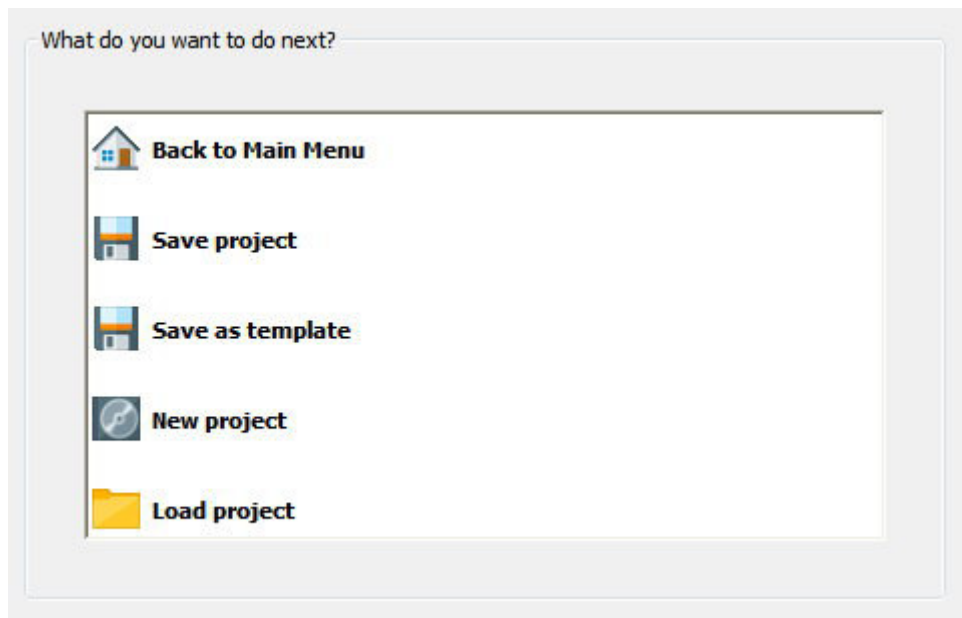 What do you want to do next?
Back to Main Menu
Save project
Save as template
New project
Load project